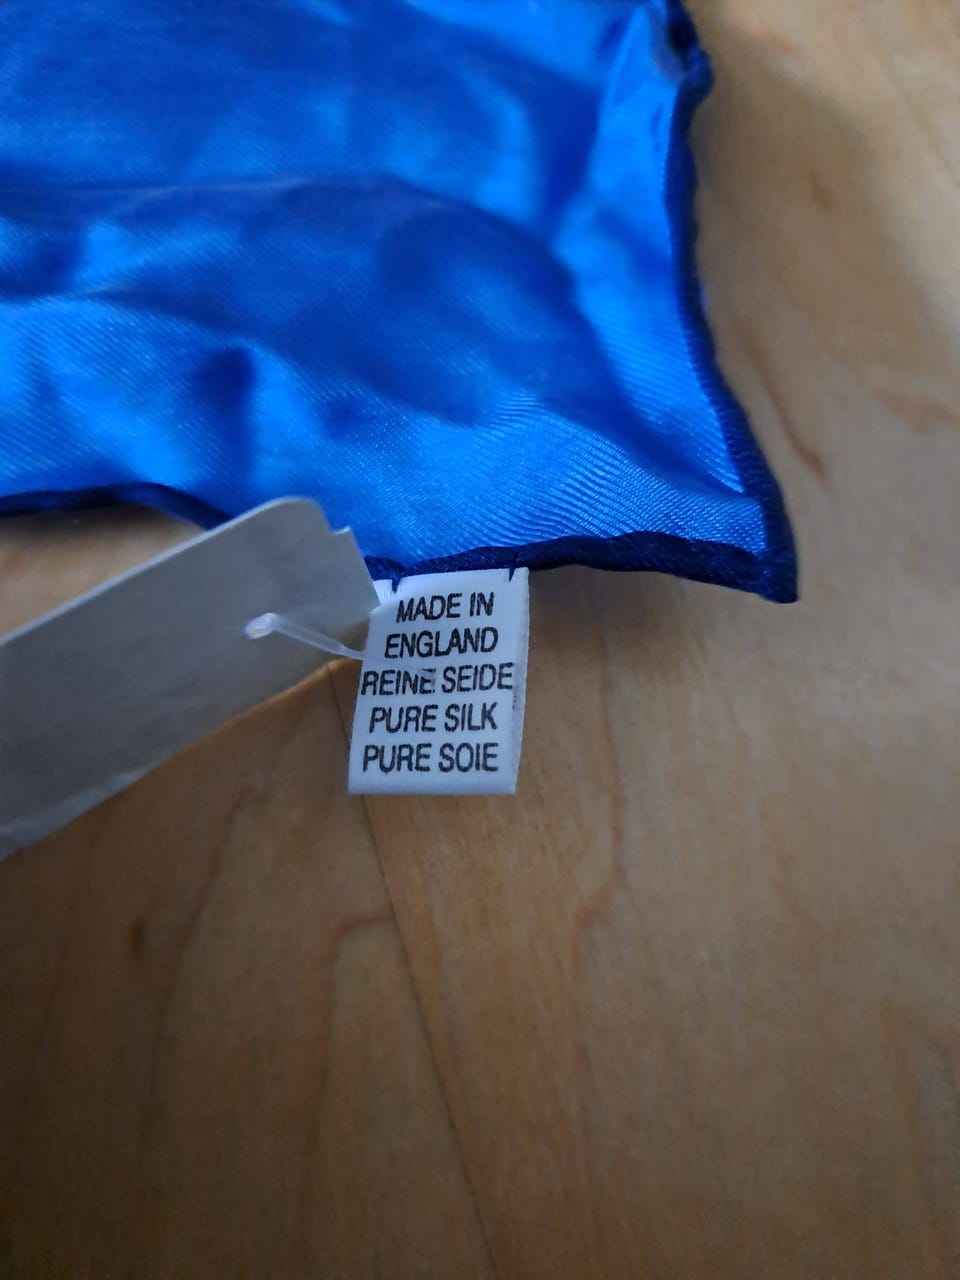 MADE IN
ENGLAND
REINE SEIDE
PURE SILK
PURE SOIE